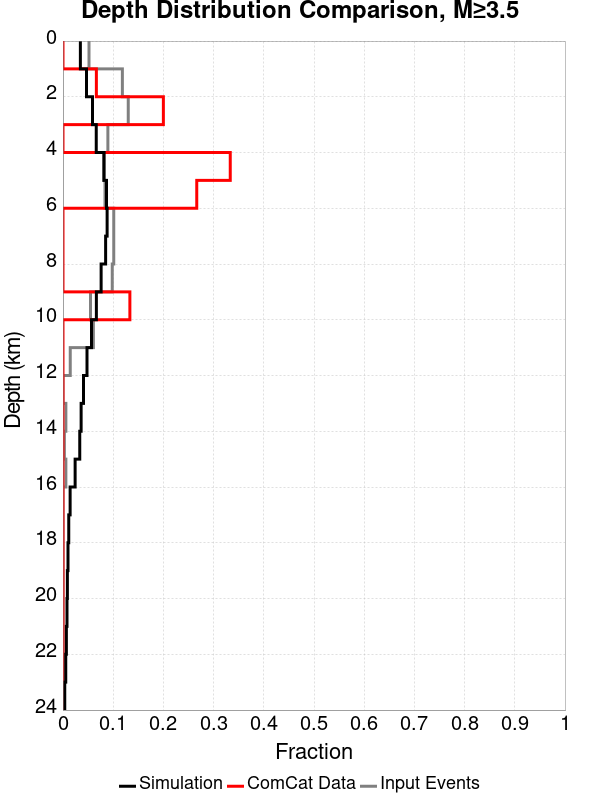 Depth Distribution Comparison, M≥3.5
0
2
4
6
8
10
12
14
16
18
20
22
24
Depth (km)
0 0.1 0.2 0.3 0.4 0.5 0.6 0.7 0.8 0.9 1
Fraction
Simulation ComCat Data Input Events